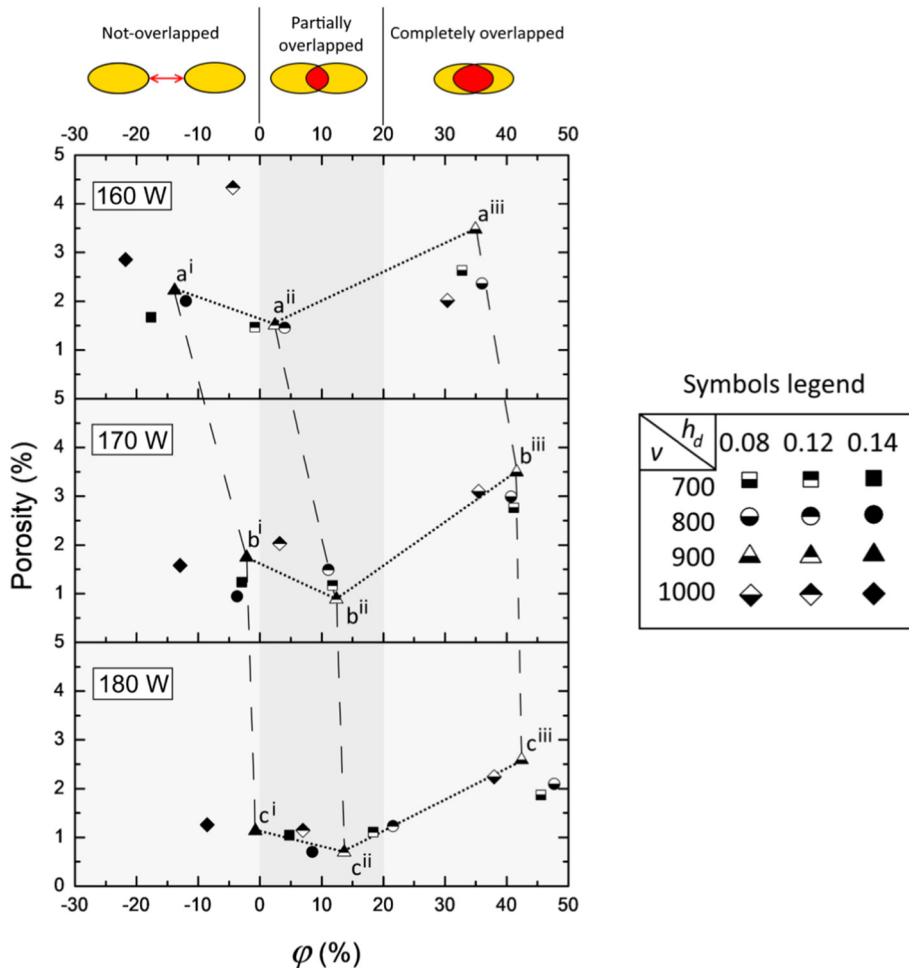 Not-overlapped
Partially
overlapped
Completely overlapped
-30 -20 -10 0 10 20 30 40 50
5
160 W
4
3
2
1
a i
a ii
a iii
5
170 W
4
3
2
1
b i
b ii
b iii
5
180 W
4
3
2
1
0
c i
c ii
c iii
-30 -20 -10 0 10 20 30 40 50
Porosity (%)
φ (%)
Symbols legend
h d
ν
0.08 0.12 0.14
700
800
900
1000